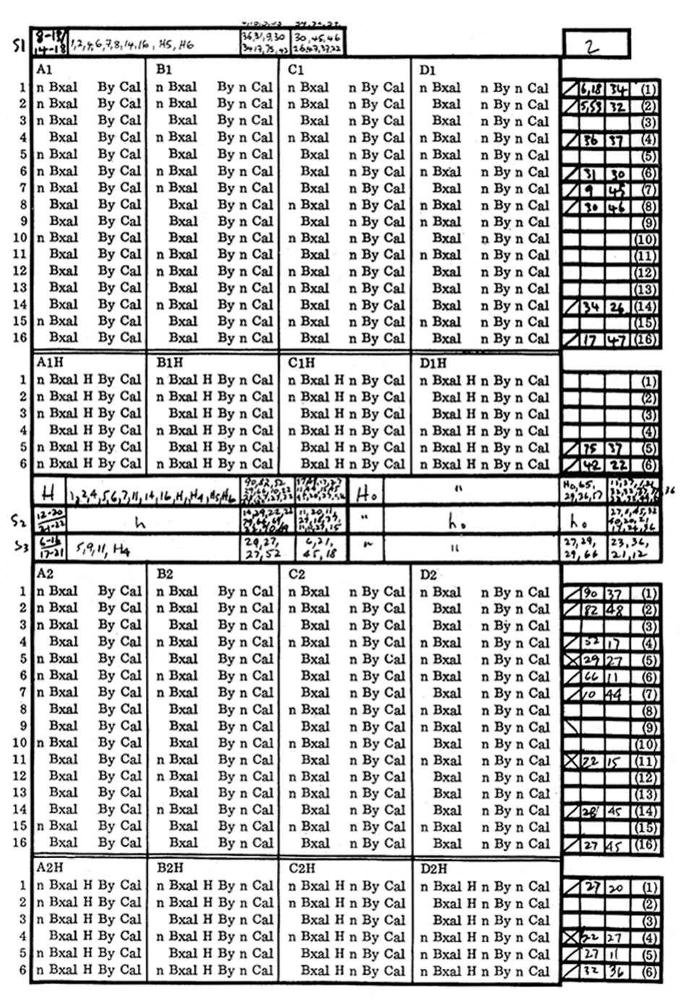 S1 8-18/14-18 1,2,4,6,7,8,14,16, H5, H6 36,31,9,30 30,45,46 2
34,17,75,42 26,47,37,22
A1 B1 C1 D1
1 n Bxal By Cal n Bxal By n Cal n Bxal n By Cal n Bxal n By n Cal 6,18 34 (1)
2 n Bxal By Cal n Bxal By n Cal n Bxal n By Cal Bxal n By n Cal 5,53 32 (2)
3 n Bxal By Cal Bxal By n Cal Bxal n By Cal Bxal n By n Cal (3)
4 Bxal By Cal n Bxal By n Cal n Bxal n By Cal n Bxal n By n Cal 36 37 (4)
5 n Bxal By Cal Bxal By n Cal Bxal n By Cal n Bxal n By n Cal (5)
6 n Bxal By Cal n Bxal By n Cal Bxal n By Cal n Bxal n By n Cal 31 30 (6)
7 n Bxal By Cal n Bxal By n Cal Bxal n By Cal Bxal n By n Cal 9 45 (7)
8 Bxal By Cal Bxal By n Cal n Bxal n By Cal n Bxal n By n Cal 30 46 (8)
9 Bxal By Cal Bxal By n Cal Bxal n By Cal n Bxal n By n Cal (9)
10 n Bxal By Cal Bxal By n Cal n Bxal n By Cal Bxal n By n Cal (10)
11 Bxal By Cal n Bxal By n Cal Bxal n By Cal n Bxal n By n Cal (11)
12 Bxal By Cal n Bxal By n Cal n Bxal n By Cal Bxal n By n Cal (12)
13 Bxal By Cal Bxal By n Cal n Bxal n By Cal Bxal n By n Cal (13)
14 Bxal By Cal n Bxal By n Cal Bxal n By Cal Bxal n By n Cal 34 26 (14)
15 n Bxal By Cal Bxal By n Cal n Bxal n By Cal n Bxal n By n Cal (15)
16 Bxal By Cal Bxal By n Cal Bxal n By Cal Bxal n By n Cal 17 47 (16)
A1H B1H C1H D1H
1 n Bxal H By Cal n Bxal H By n Cal n Bxal H n By Cal n Bxal H n By n Cal (1)
2 n Bxal H By Cal n Bxal H By n Cal n Bxal H n By Cal Bxal H n By n Cal (2)
3 n Bxal H By Cal Bxal H By n Cal Bxal H n By Cal Bxal H n By n Cal (3)
4 Bxal H By Cal n Bxal H By n Cal n Bxal H n By Cal n Bxal H n By n Cal (4)
5 n Bxal H By Cal Bxal H By n Cal Bxal H n By Cal n Bxal H n By n Cal 75 37 (5)
6 n Bxal H By Cal n Bxal H By n Cal Bxal H n By Cal n Bxal H n By n Cal 42 22 (6)
H 1,2,4,5,6,7,11,14,16,H1,H4,H5,H6 H0 " H0,65,
29,36,57 36
S2 12-20/21-22 h " h0 h0
S3 6-16/17-21 5,9,11, H4 29,27, 6,21, " 11 27,29, 23,36,
27,52 45,18 29,66 21,12
A2 B2 C2 D2
1 n Bxal By Cal n Bxal By n Cal n Bxal n By Cal n Bxal n By n Cal 90 37 (1)
2 n Bxal By Cal n Bxal By n Cal n Bxal n By Cal Bxal n By n Cal 82 48 (2)
3 n Bxal By Cal Bxal By n Cal Bxal n By Cal Bxal n By n Cal (3)
4 Bxal By Cal n Bxal By n Cal n Bxal n By Cal n Bxal n By n Cal 52 17 (4)
5 n Bxal By Cal Bxal By n Cal Bxal n By Cal n Bxal n By n Cal 29 27 (5)
6 n Bxal By Cal n Bxal By n Cal Bxal n By Cal n Bxal n By n Cal 66 11 (6)
7 n Bxal By Cal n Bxal By n Cal Bxal n By Cal Bxal n By n Cal 10 44 (7)
8 Bxal By Cal Bxal By n Cal n Bxal n By Cal n Bxal n By n Cal (8)
9 Bxal By Cal Bxal By n Cal Bxal n By Cal n Bxal n By n Cal (9)
10 n Bxal By Cal Bxal By n Cal n Bxal n By Cal Bxal n By n Cal (10)
11 Bxal By Cal n Bxal By n Cal Bxal n By Cal n Bxal n By n Cal 22 15 (11)
12 Bxal By Cal n Bxal By n Cal n Bxal n By Cal Bxal n By n Cal (12)
13 Bxal By Cal Bxal By n Cal n Bxal n By Cal Bxal n By n Cal (13)
14 Bxal By Cal n Bxal By n Cal Bxal n By Cal Bxal n By n Cal 28 45 (14)
15 n Bxal By Cal Bxal By n Cal n Bxal n By Cal n Bxal n By n Cal (15)
16 Bxal By Cal Bxal By n Cal Bxal n By Cal Bxal n By n Cal 27 45 (16)
A2H B2H C2H D2H
1 n Bxal H By Cal n Bxal H By n Cal n Bxal H n By Cal n Bxal H n By n Cal 27 20 (1)
2 n Bxal H By Cal n Bxal H By n Cal n Bxal H n By Cal Bxal H n By n Cal (2)
3 n Bxal H By Cal Bxal H By n Cal Bxal H n By Cal Bxal H n By n Cal (3)
4 Bxal H By Cal n Bxal H By n Cal n Bxal H n By Cal n Bxal H n By n Cal 22 27 (4)
5 n Bxal H By Cal Bxal H By n Cal Bxal H n By Cal n Bxal H n By n Cal 27 11 (5)
6 n Bxal H By Cal n Bxal H By n Cal Bxal H n By Cal n Bxal H n By n Cal 32 36 (6)